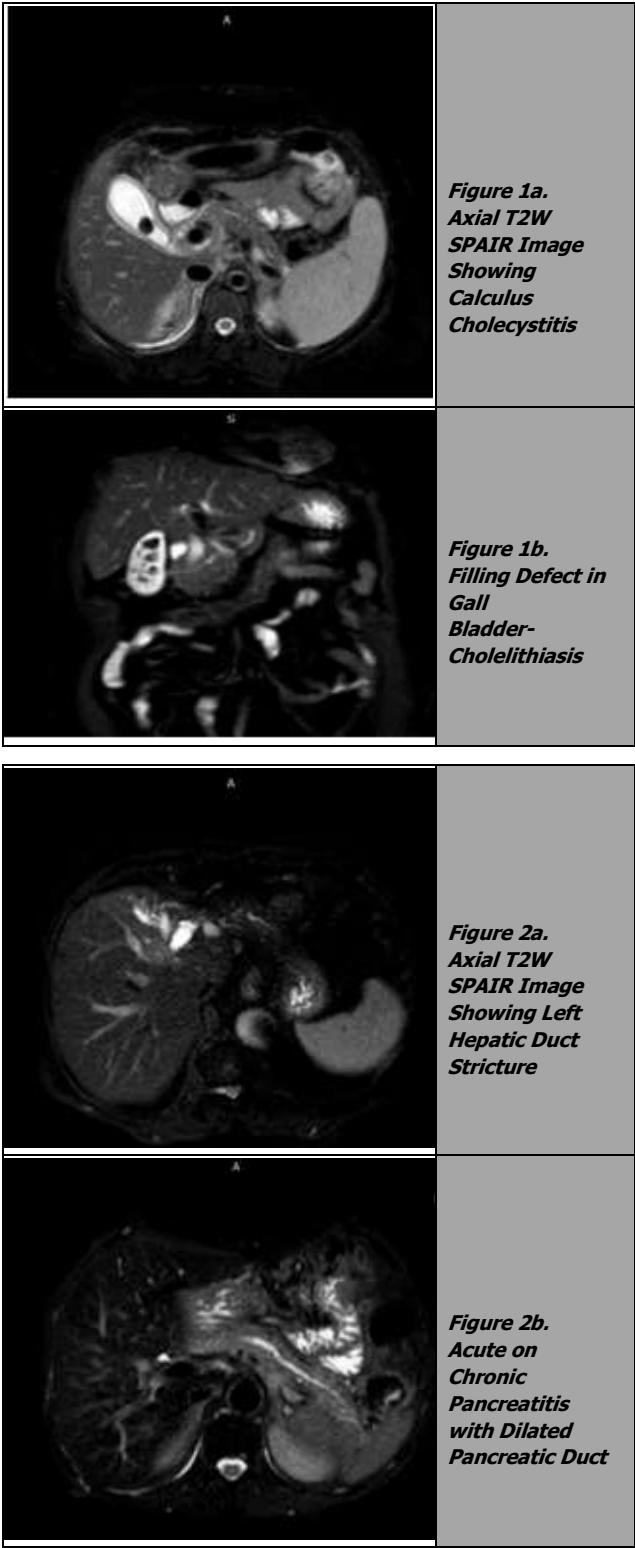 A
Figure 1a.
Axial T2W
SPAIR Image
Showing
Calculus
Cholecystitis
Figure 1b.
Filling Defect in
Gall
Bladder-
Cholelithiasis
A
Figure 2a.
Axial T2W
SPAIR Image
Showing Left
Hepatic Duct
Stricture
A
Figure 2b.
Acute on
Chronic
Pancreatitis
with Dilated
Pancreatic Duct